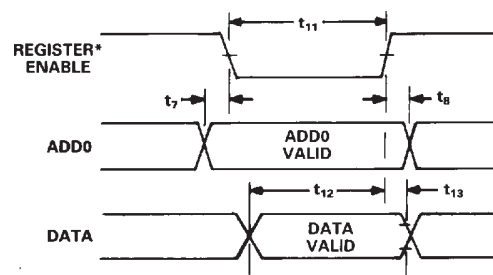 t11
REGISTER*
ENABLE
t7
t8
ADD0
ADD0
VALID
t12
t13
DATA
DATA
VALID